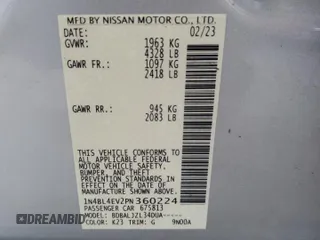 MFD BY NISSAN MOTOR CO., LTD.
DATE: 02/23
GVWR: 1963 KG
4328 LB
GAWR FR.: 1097 KG
2418 LB
GAWR RR.: 945 KG
2083 LB
THIS VEHICLE CONFORMS TO ALL APPLICABLE
FEDERAL MOTOR VEHICLE SAFETY,
BUMPER, AND THEFT
PREVENTION STANDARDS IN EFFECT ON THE
DATE OF MANUFACTURE SHOWN ABOVE.
1N4BL4EV2PN360224
PASSENGER CAR 675813
MODEL: BDBALJZL34DUA-----
COLOR: K23 TRIM: G 9N00A